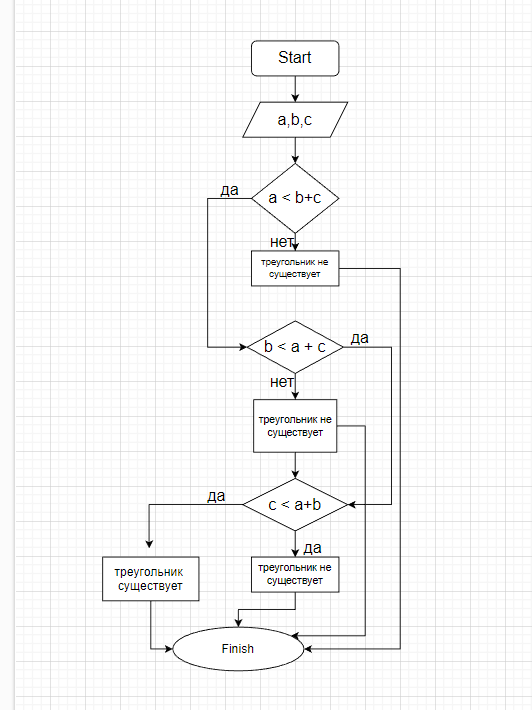 Start
a,b,c
да
a < b+c
нет
треугольник не
существует
b < a + c
да
нет
треугольник не
существует
да
c < a+b
да
треугольник
существует
треугольник не
существует
Finish